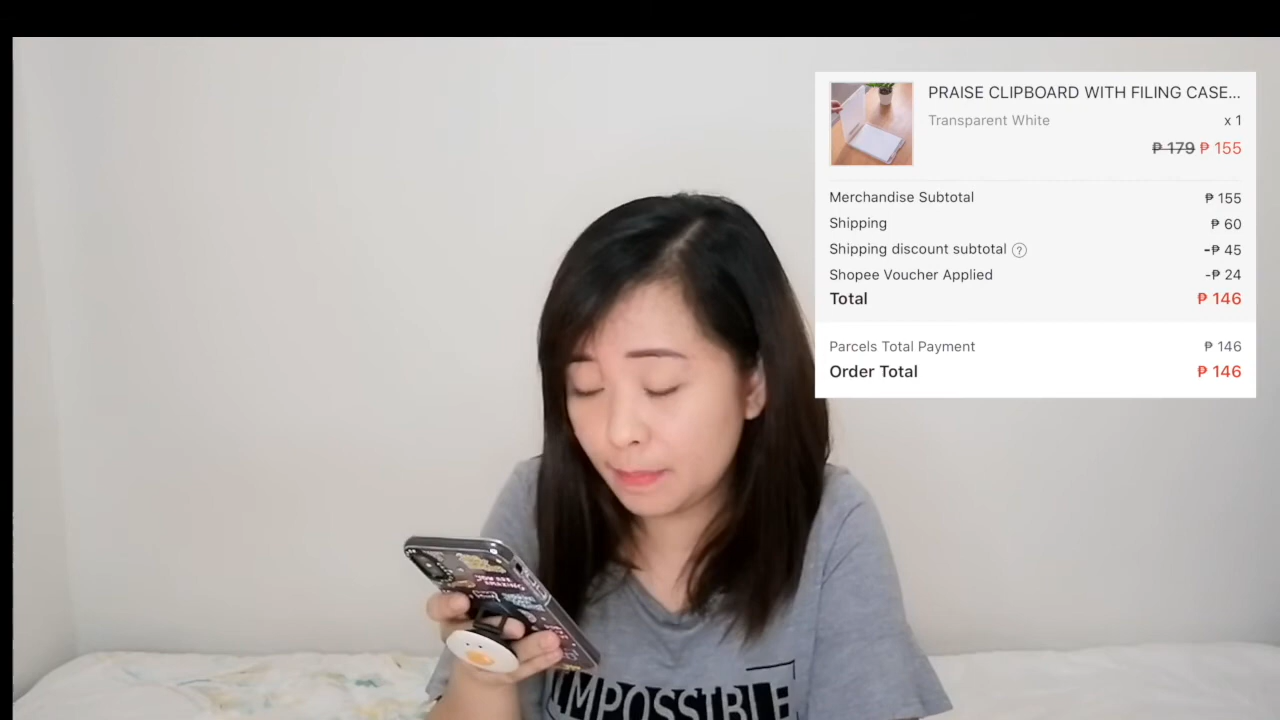 PRAISE CLIPBOARD WITH FILING CASE...
Transparent White x 1
₱ 179 ₱ 155
Merchandise Subtotal ₱ 155
Shipping ₱ 60
Shipping discount subtotal ? -₱ 45
Shopee Voucher Applied -₱ 24
Total ₱ 146
Parcels Total Payment ₱ 146
Order Total ₱ 146
IMPOSSIBLE